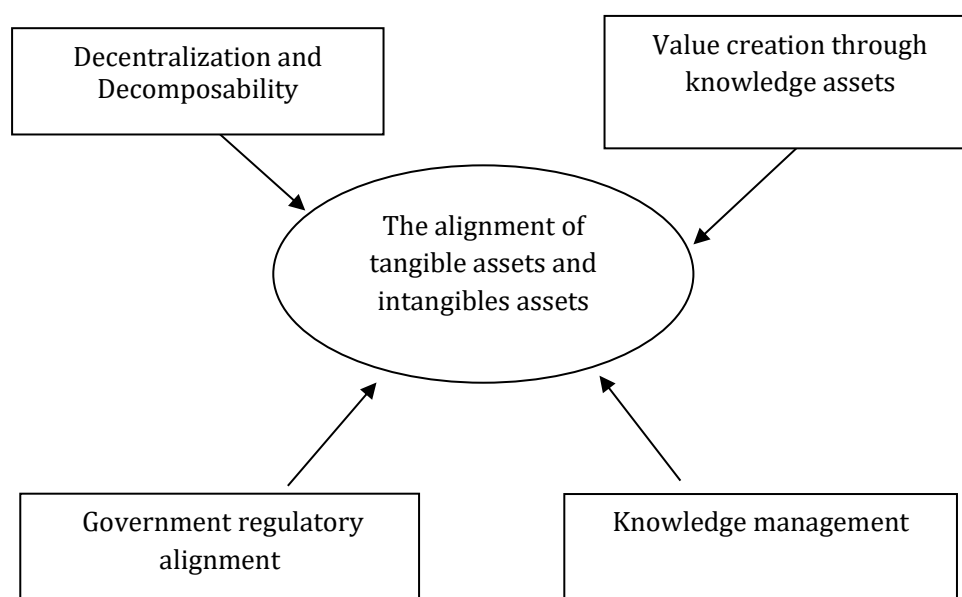 Decentralization and
Decomposability
Value creation through
knowledge assets
The alignment of
tangible assets and
intangibles assets
Government regulatory
alignment
Knowledge management